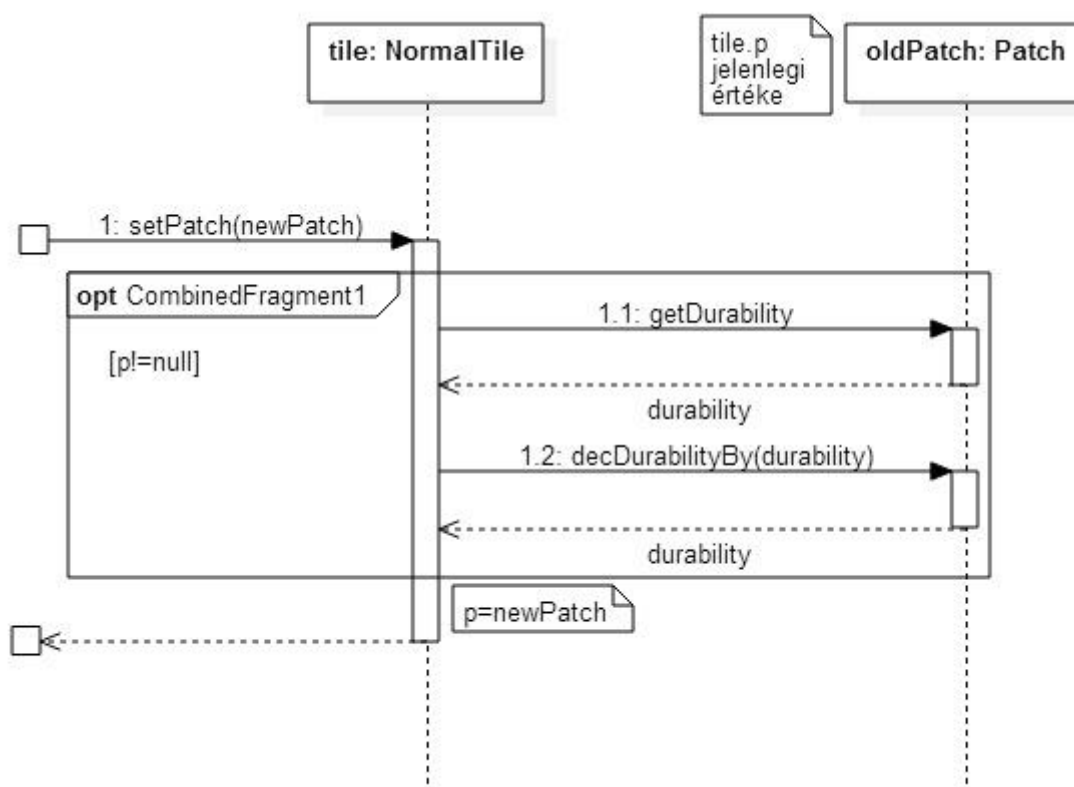 tile: NormalTile
tile.p
jelenlegi
értéke
oldPatch: Patch
1: setPatch(newPatch)
opt CombinedFragment1
[p!=null]
1.1: getDurability
durability
1.2: decDurabilityBy(durability)
durability
p=newPatch